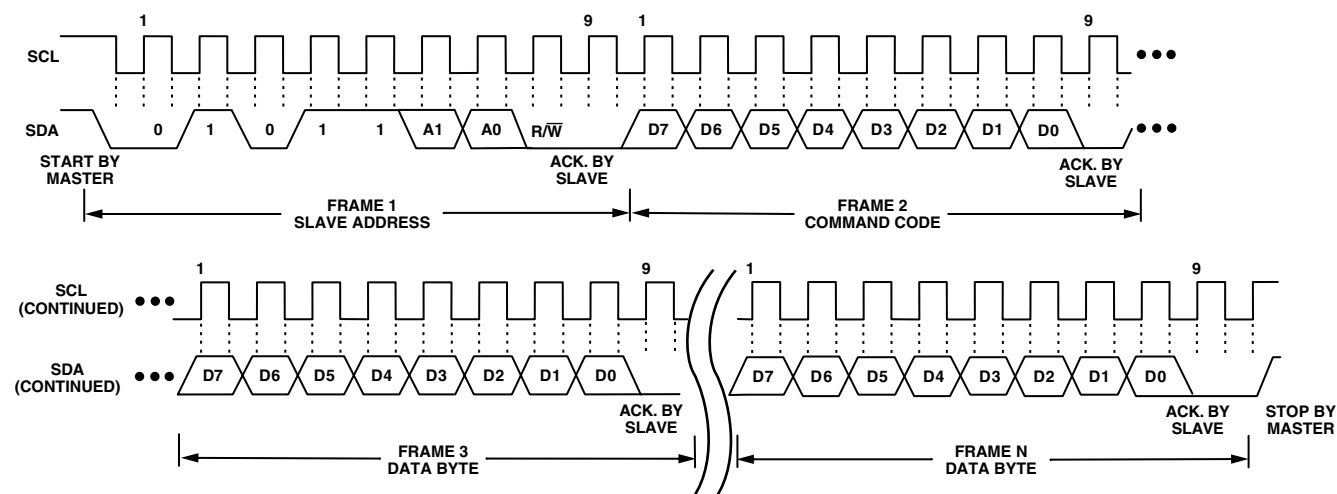 1 9 1 9
SCL
SDA 0 1 0 1 1 A1 A0 R/W̅ D7 D6 D5 D4 D3 D2 D1 D0
START BY
MASTER
ACK. BY
SLAVE
ACK. BY
SLAVE
FRAME 1
SLAVE ADDRESS
FRAME 2
COMMAND CODE
1 9 1 9
SCL
(CONTINUED)
SDA
(CONTINUED)
D7 D6 D5 D4 D3 D2 D1 D0 D7 D6 D5 D4 D3 D2 D1 D0
ACK. BY
SLAVE
ACK. BY
SLAVE
STOP BY
MASTER
FRAME 3
DATA BYTE
FRAME N
DATA BYTE